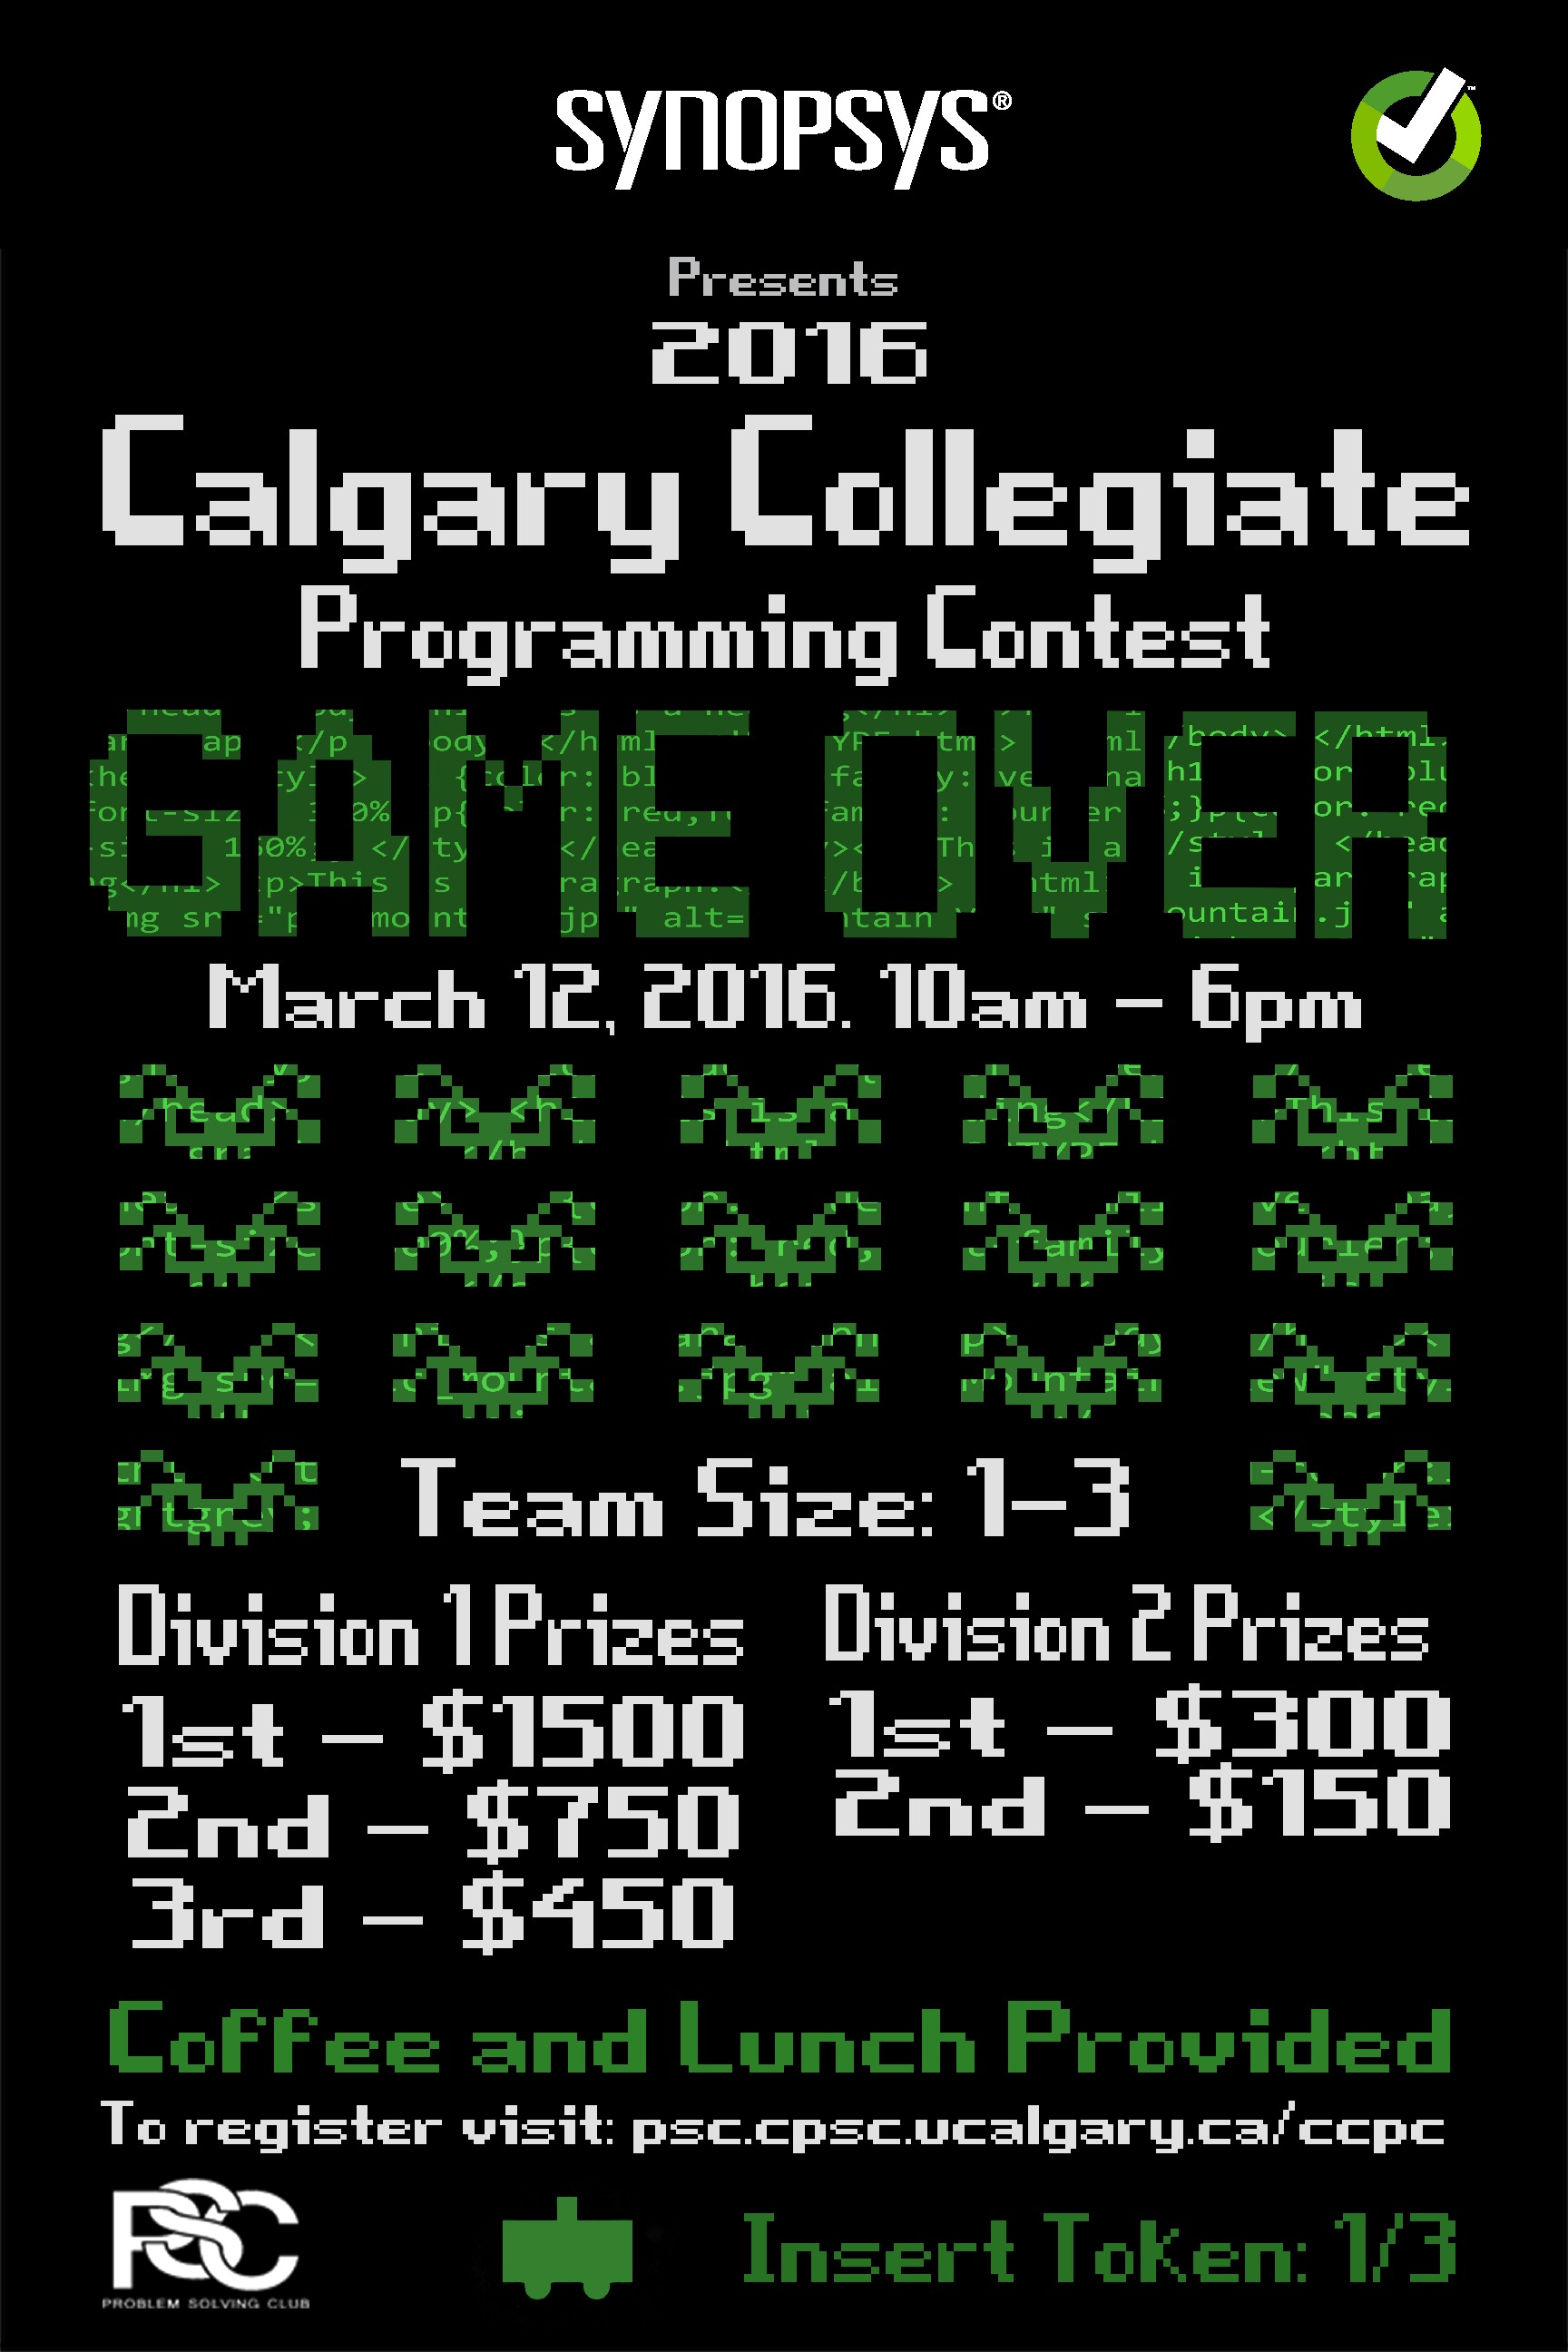 SYNOPSYS®
Presents
2016
Calgary Collegiate
Programming Contest
GAME OVER
March 12, 2016. 10am – 6pm
Team Size: 1-3
Division 1 Prizes
1st – $1500
2nd – $750
3rd – $450
Division 2 Prizes
1st – $300
2nd – $150
Coffee and Lunch Provided
To register visit: psc.cpsc.ucalgary.ca/ccpc
PSC
PROBLEM SOLVING CLUB
Insert Token: 1/3